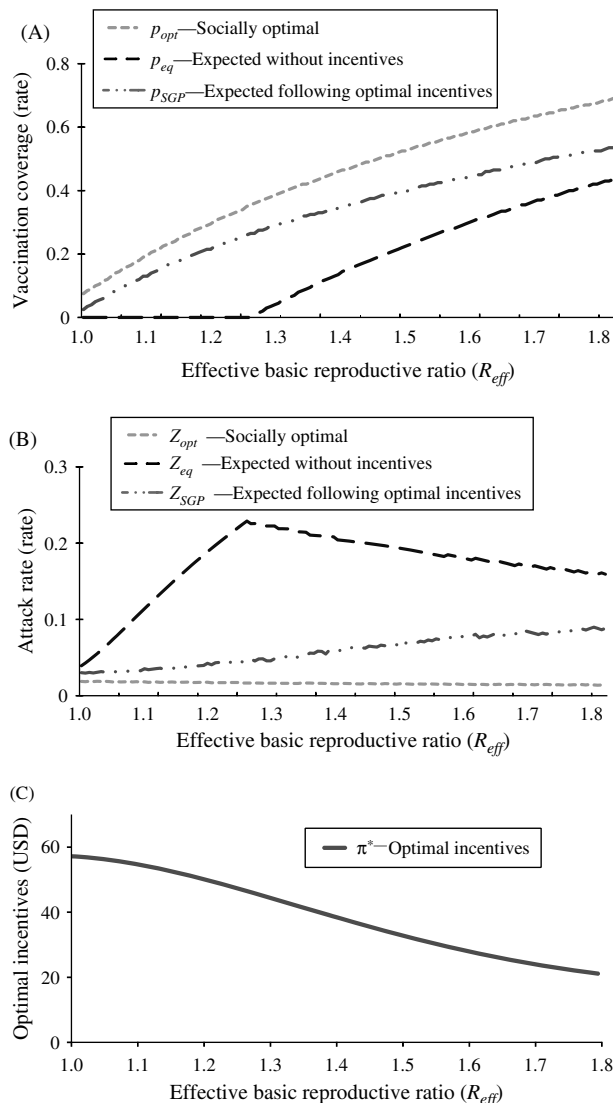 (A)
p_opt—Socially optimal
p_eq—Expected without incentives
p_SGP—Expected following optimal incentives
Vaccination coverage (rate)
0.8
0.6
0.4
0.2
0
1.0 1.1 1.2 1.3 1.4 1.5 1.6 1.7 1.8
Effective basic reproductive ratio (R_eff)
(B)
Z_opt —Socially optimal
Z_eq —Expected without incentives
Z_SGP —Expected following optimal incentives
Attack rate (rate)
0.3
0.2
0.1
0
1.0 1.1 1.2 1.3 1.4 1.5 1.6 1.7 1.8
Effective basic reproductive ratio (R_eff)
(C)
π*—Optimal incentives
Optimal incentives (USD)
60
40
20
0
1.0 1.1 1.2 1.3 1.4 1.5 1.6 1.7 1.8
Effective basic reproductive ratio (R_eff)